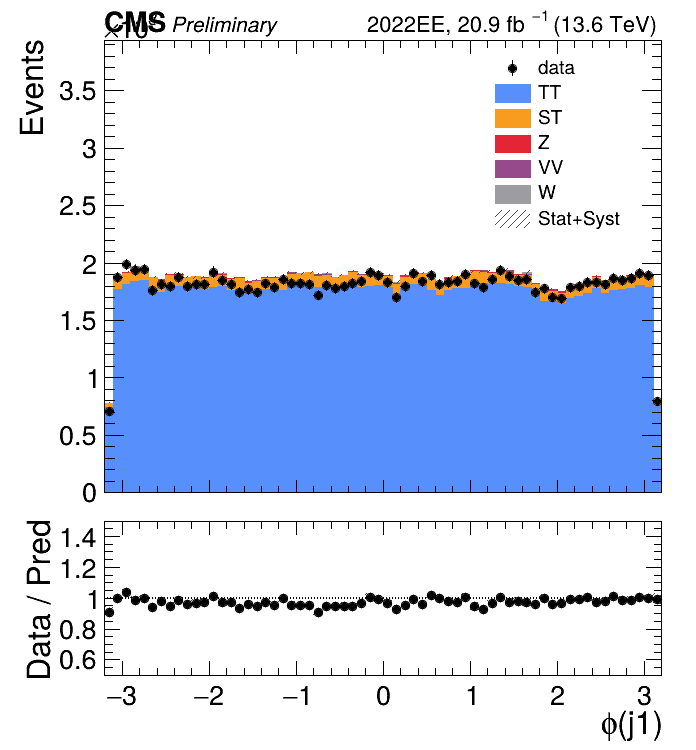 CMS Preliminary 2022EE, 20.9 fb⁻¹ (13.6 TeV)
Events
data
TT
ST
Z
VV
W
Stat+Syst
3.5
3
2.5
2
1.5
1
0.5
0
Data / Pred
1.4
1.2
1
0.8
0.6
−3 −2 −1 0 1 2 3
ϕ(j1)